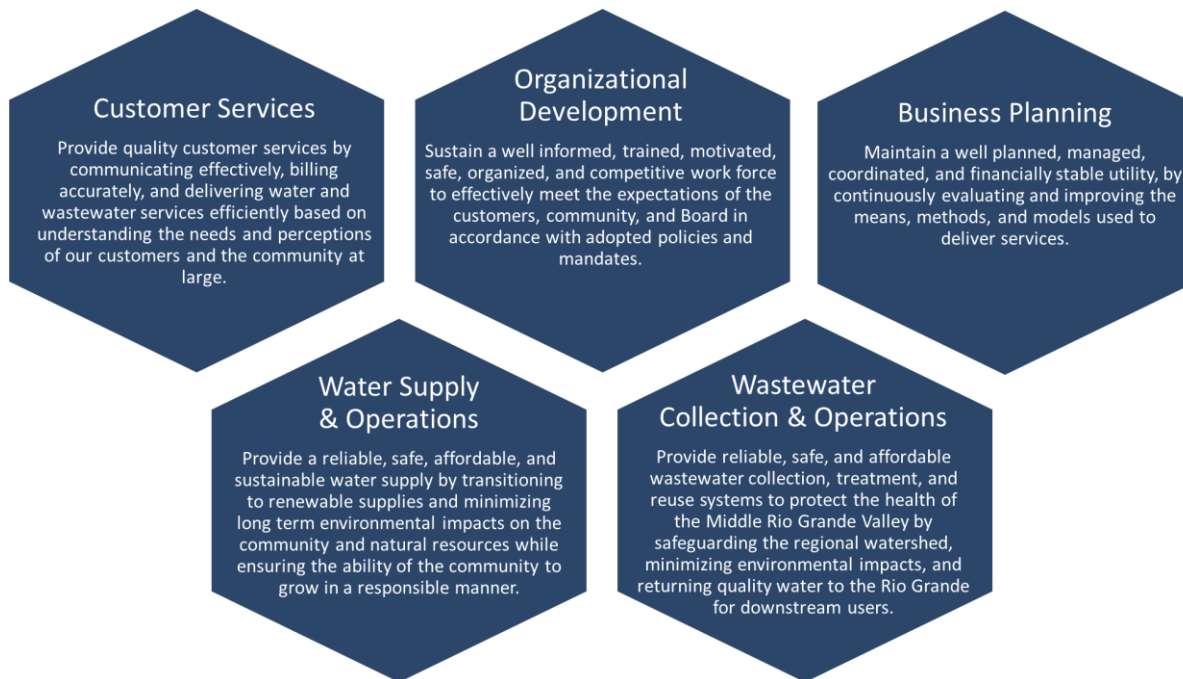 Customer Services
Provide quality customer services by
communicating effectively, billing
accurately, and delivering water and
wastewater services efficiently based on
understanding the needs and perceptions
of our customers and the community at
large.
Organizational
Development
Sustain a well informed, trained, motivated,
safe, organized, and competitive work force
to effectively meet the expectations of the
customers, community, and Board in
accordance with adopted policies and
mandates.
Business Planning
Maintain a well planned, managed,
coordinated, and financially stable utility, by
continuously evaluating and improving the
means, methods, and models used to
deliver services.
Water Supply
& Operations
Provide a reliable, safe, affordable, and
sustainable water supply by transitioning
to renewable supplies and minimizing
long term environmental impacts on the
community and natural resources while
ensuring the ability of the community to
grow in a responsible manner.
Wastewater
Collection & Operations
Provide reliable, safe, and affordable
wastewater collection, treatment, and
reuse systems to protect the health of
the Middle Rio Grande Valley by
safeguarding the regional watershed,
minimizing environmental impacts, and
returning quality water to the Rio Grande
for downstream users.